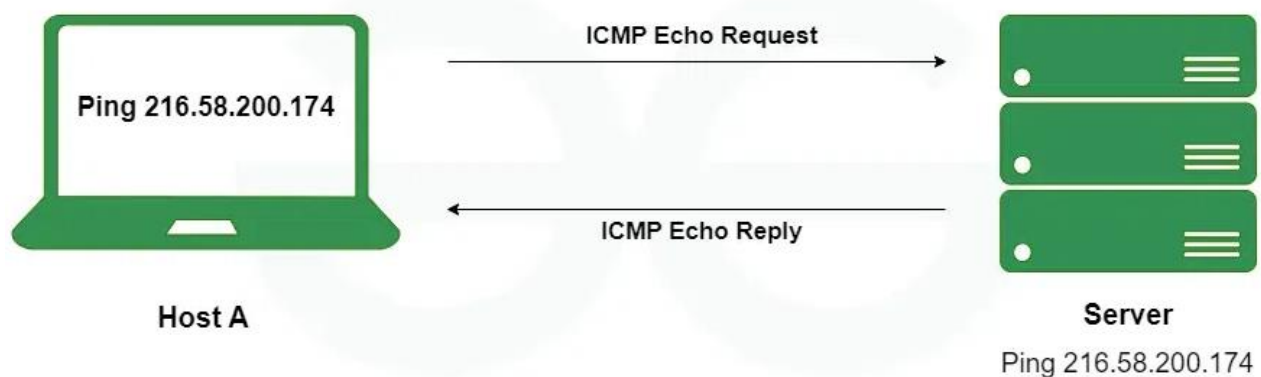 ICMP Echo Request
Ping 216.58.200.174
ICMP Echo Reply
Host A
Server
Ping 216.58.200.174